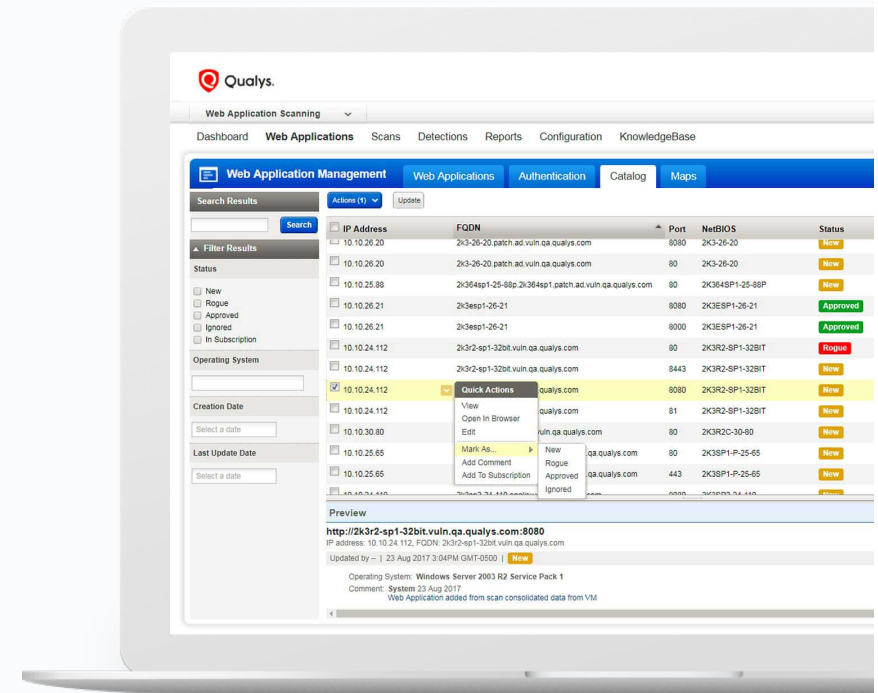 Qualys.
Web Application Scanning
Dashboard Web Applications Scans Detections Reports Configuration KnowledgeBase
Web Application Management Web Applications Authentication Catalog Maps
Search Results Actions (1) Update
Search
IP Address FQDN Port NetBIOS Status
10.10.26.20 2k3-26-20.patch.ad.vuln.qa.qualys.com 8080 2K3-26-20 New
Filter Results
10.10.26.20 2k3-26-20.patch.ad.vuln.qa.qualys.com 80 2K3-26-20 New
Status
10.10.25.88 2k364sp1-25-88p.2k364sp1.patch.ad.vuln.qa.qualys.com 80 2K364SP1-25-88P New
New
Rogue
10.10.26.21 2k3esp1-26-21 8080 2K3ESP1-26-21 Approved
Approved
Ignored
10.10.26.21 2k3esp1-26-21 8000 2K3ESP1-26-21 Approved
In Subscription
10.10.24.112 2k3r2-sp1-32bit.vuln.qa.qualys.com 80 2K3R2-SP1-32BIT Rogue
Operating System
10.10.24.112 2k3r2-sp1-32bit.vuln.qa.qualys.com 8443 2K3R2-SP1-32BIT New
10.10.24.112 Quick Actions qualys.com 8080 2K3R2-SP1-32BIT New
Creation Date
10.10.24.112 View qualys.com 81 2K3R2-SP1-32BIT New
Open In Browser
Select a date
10.10.30.80 Edit vuln.qa.qualys.com 80 2K3R2C-30-80 New
Last Update Date
10.10.25.65 Mark As... New qa.qualys.com 80 2K3SP1-P-25-65 New
Add Comment Rogue
Select a date
10.10.25.65 Add To Subscription Approved qa.qualys.com 443 2K3SP1-P-25-65 New
Ignored
Preview
http://2k3r2-sp1-32bit.vuln.qa.qualys.com:8080
IP address: 10.10.24.112, FQDN: 2k3r2-sp1-32bit.vuln.qa.qualys.com
Updated by – | 23 Aug 2017 3:04PM GMT-0500 | New
Operating System: Windows Server 2003 R2 Service Pack 1
Comment: System 23 Aug 2017
Web Application added from scan consolidated data from VM